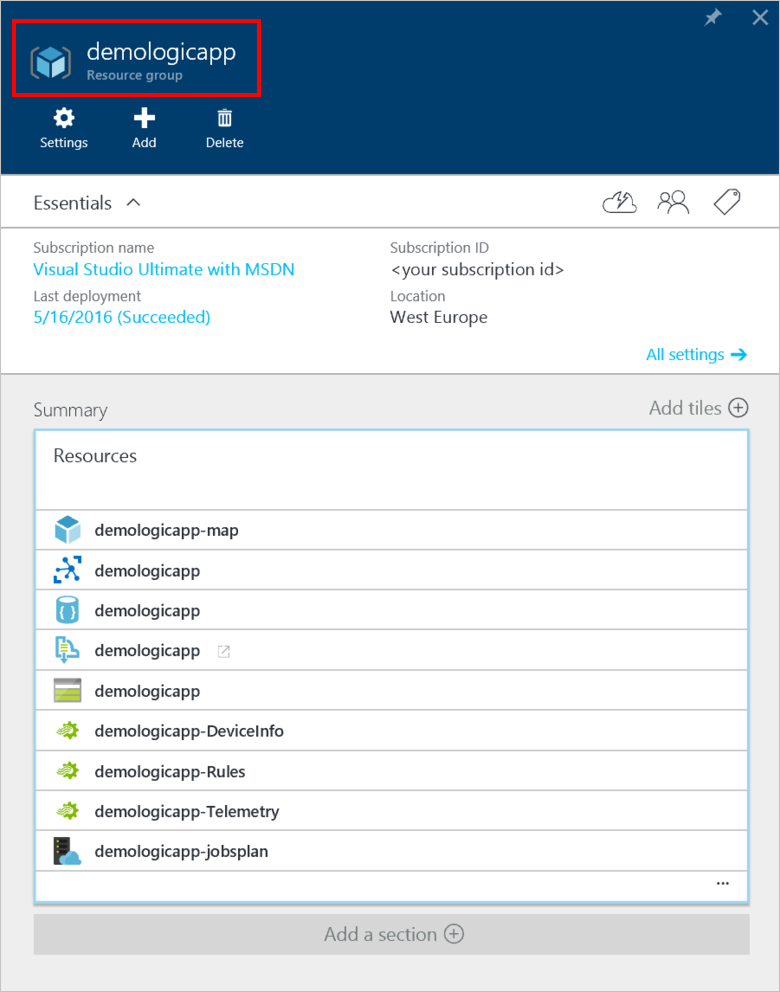 demologicapp
Resource group
Settings Add Delete
Essentials
Subscription name Subscription ID
Visual Studio Ultimate with MSDN <your subscription id>
Last deployment Location
5/16/2016 (Succeeded) West Europe
All settings
Summary Add tiles
Resources
demologicapp-map
demologicapp
demologicapp
demologicapp
demologicapp
demologicapp-DeviceInfo
demologicapp-Rules
demologicapp-Telemetry
demologicapp-jobsplan
...
Add a section